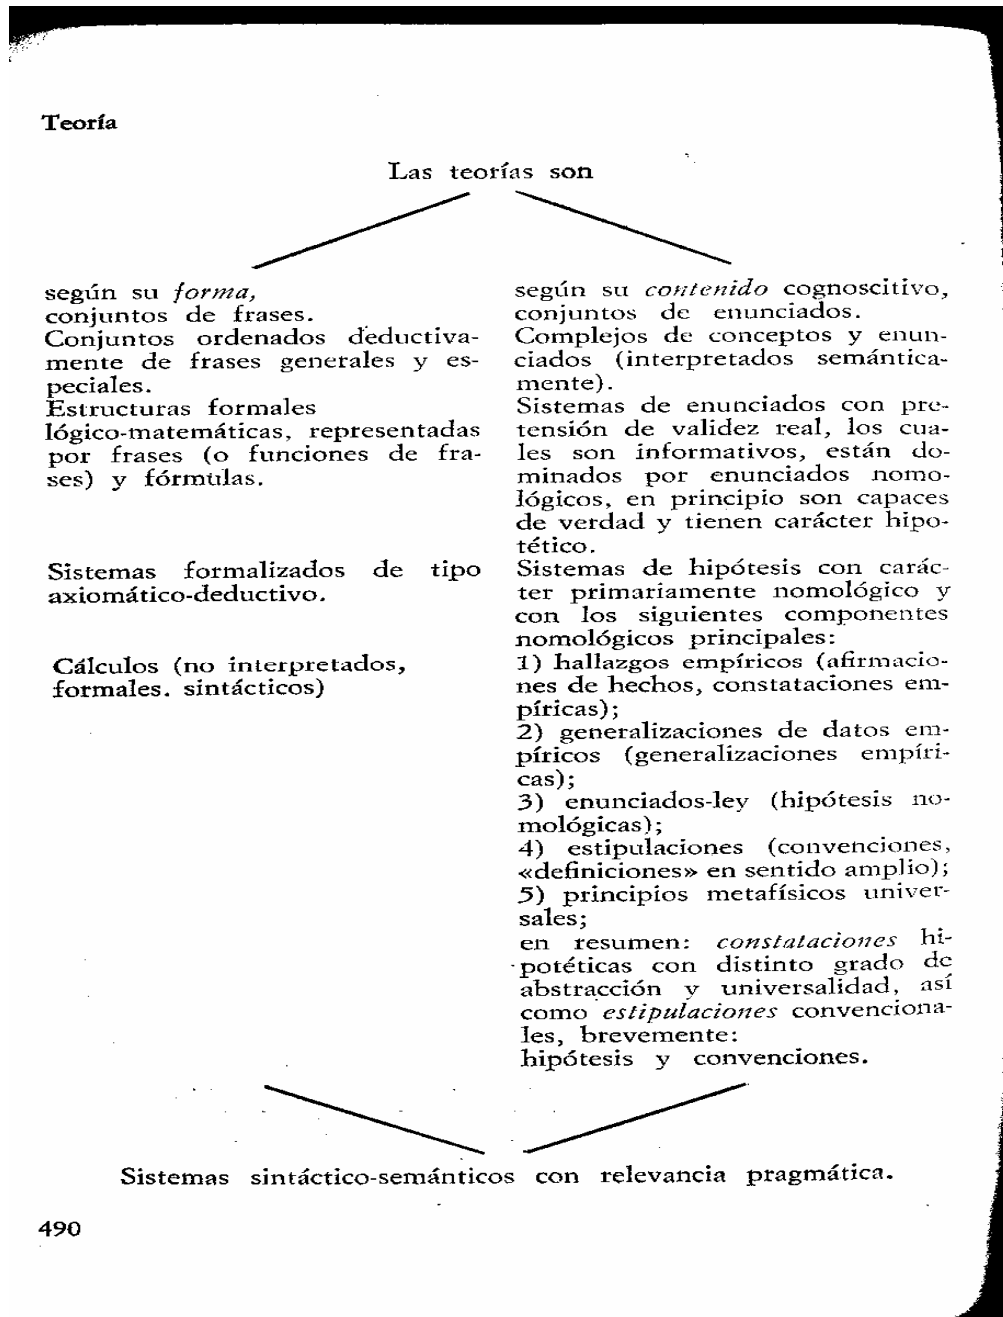 Teoría
Las teorías son
según su forma,
conjuntos de frases.
Conjuntos ordenados deductiva-
mente de frases generales y es-
peciales.
Estructuras formales
lógico-matemáticas, representadas
por frases (o funciones de fra-
ses) y fórmulas.
Sistemas formalizados de tipo
axiomático-deductivo.
Cálculos (no interpretados,
formales. sintácticos)
según su contenido cognoscitivo,
conjuntos de enunciados.
Complejos de conceptos y enun-
ciados (interpretados semántica-
mente).
Sistemas de enunciados con pre-
tensión de validez real, los cua-
les son informativos, están do-
minados por enunciados nomo-
lógicos, en principio son capaces
de verdad y tienen carácter hipo-
tético.
Sistemas de hipótesis con carác-
ter primariamente nomológico y
con los siguientes componentes
nomológicos principales:
1) hallazgos empíricos (afirmacio-
nes de hechos, constataciones em-
píricas);
2) generalizaciones de datos em-
píricos (generalizaciones empíri-
cas);
3) enunciados-ley (hipótesis no-
mológicas);
4) estipulaciones (convenciones,
«definiciones» en sentido amplio);
5) principios metafísicos univer-
sales;
en resumen: constataciones hi-
potéticas con distinto grado de
abstracción y universalidad, así
como estipulaciones convenciona-
les, brevemente:
hipótesis y convenciones.
Sistemas sintáctico-semánticos con relevancia pragmática.
490